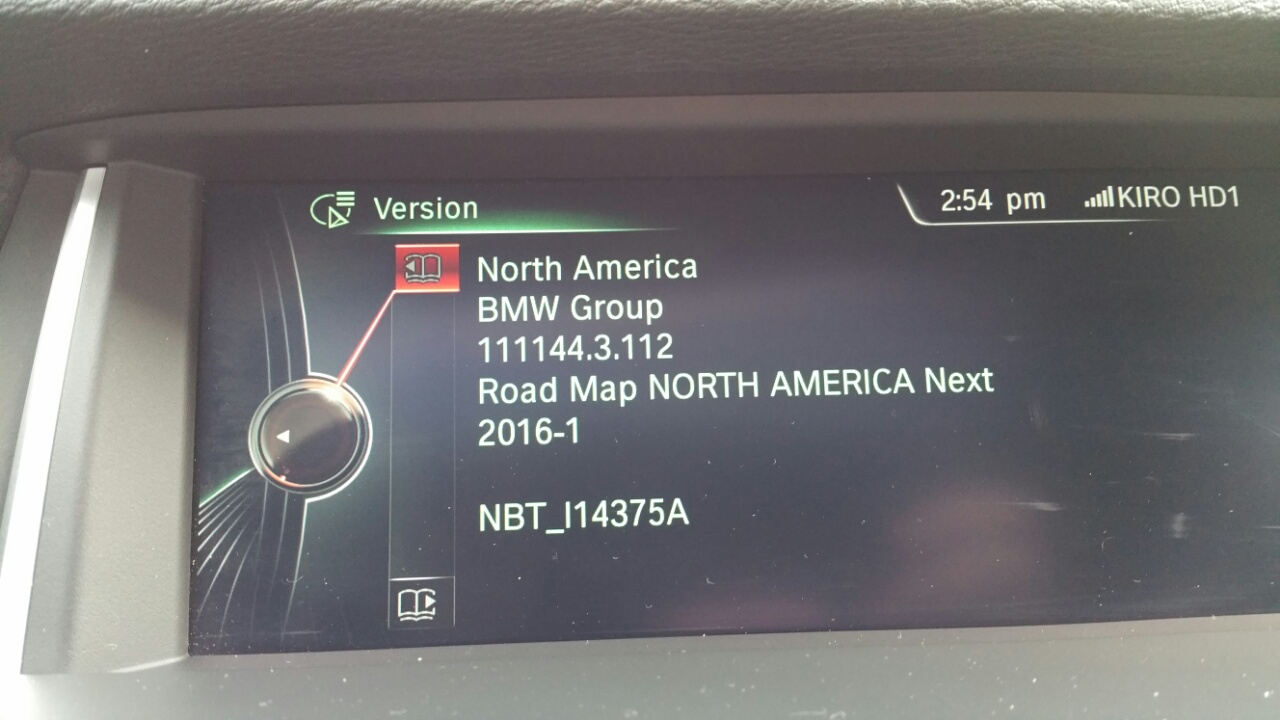 Version
2:54 pm KIRO HD1
North America
BMW Group
111144.3.112
Road Map NORTH AMERICA Next
2016-1
NBT_I14375A